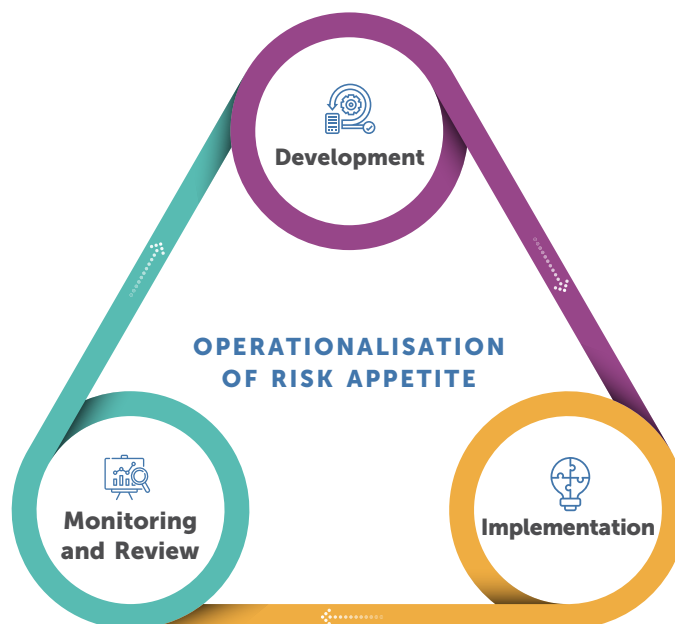 Development
OPERATIONALISATION
OF RISK APPETITE
Monitoring
and Review
Implementation